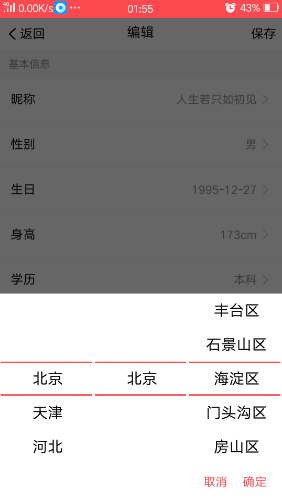 4G 0.00K/s ... 01:55 43%
返回 编辑 保存
基本信息
昵称 人生若只如初见
性别 男
生日 1995-12-27
身高 173cm
学历 本科
丰台区
石景山区
北京 北京 海淀区
天津 门头沟区
河北 房山区
取消 确定